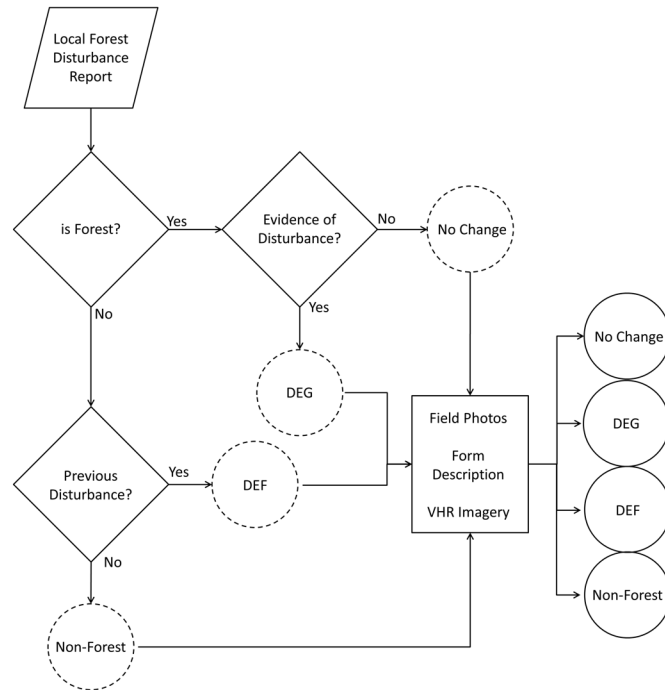 Local Forest
Disturbance
Report
is Forest?
Yes
Evidence of
Disturbance?
No
No Change
No
Yes
DEG
Previous
Disturbance?
Yes
DEF
No
Non-Forest
Field Photos
Form
Description
VHR Imagery
No Change
DEG
DEF
Non-Forest